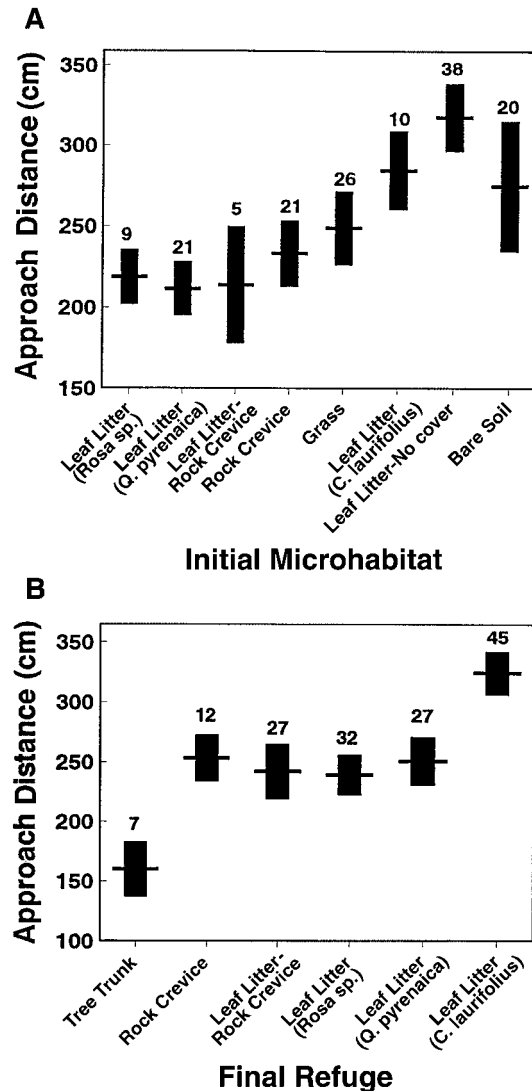 A
Approach Distance (cm)
350
300
250
200
150
9
21
5
21
26
10
38
20
Leaf Litter
(Rosa sp.)
Leaf Litter
(Q. pyrenaica)
Leaf Litter-
Rock Crevice
Rock Crevice
Grass
Leaf Litter
(C. laurifolius)
Leaf Litter-No cover
Bare Soil
Initial Microhabitat
B
Approach Distance (cm)
350
300
250
200
150
100
7
12
27
32
27
45
Tree Trunk
Rock Crevice
Leaf Litter-
Rock Crevice
Leaf Litter
(Rosa sp.)
Leaf Litter
(Q. pyrenaica)
Leaf Litter
(C. laurifolius)
Final Refuge